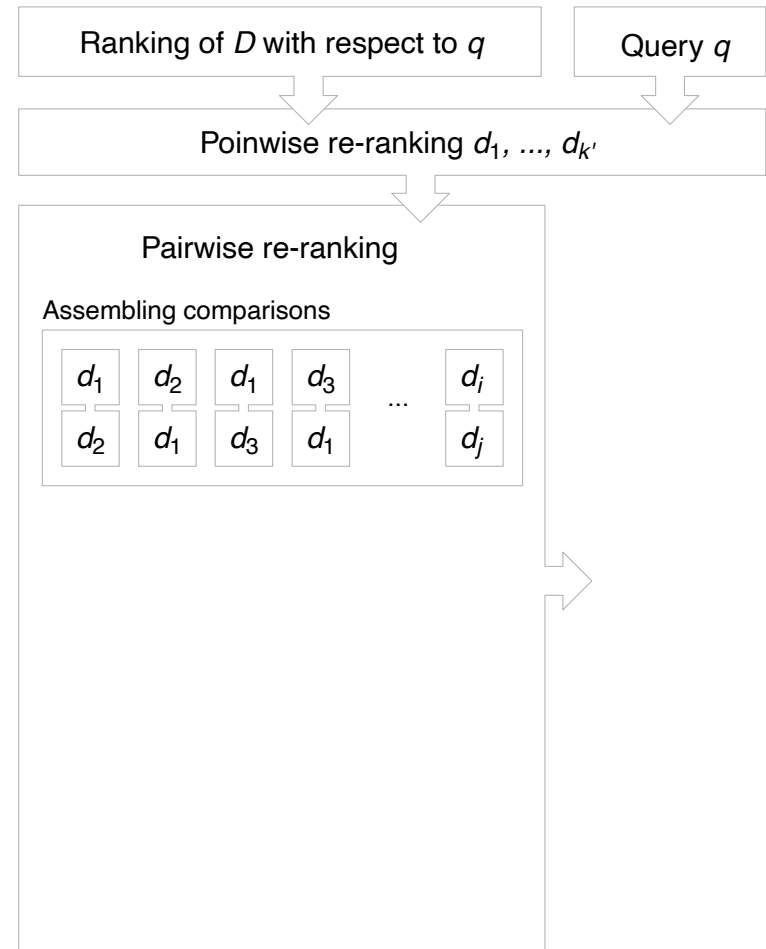 Ranking of D with respect to q
Query q
Poinwise re-ranking d1, ..., dk'
Pairwise re-ranking
Assembling comparisons
d1 d2 d1 d3 ... di
d2 d1 d3 d1 dj